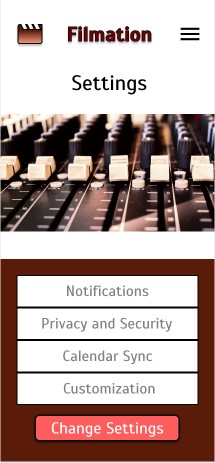 Filmation
Settings
Notifications
Privacy and Security
Calendar Sync
Customization
Change Settings